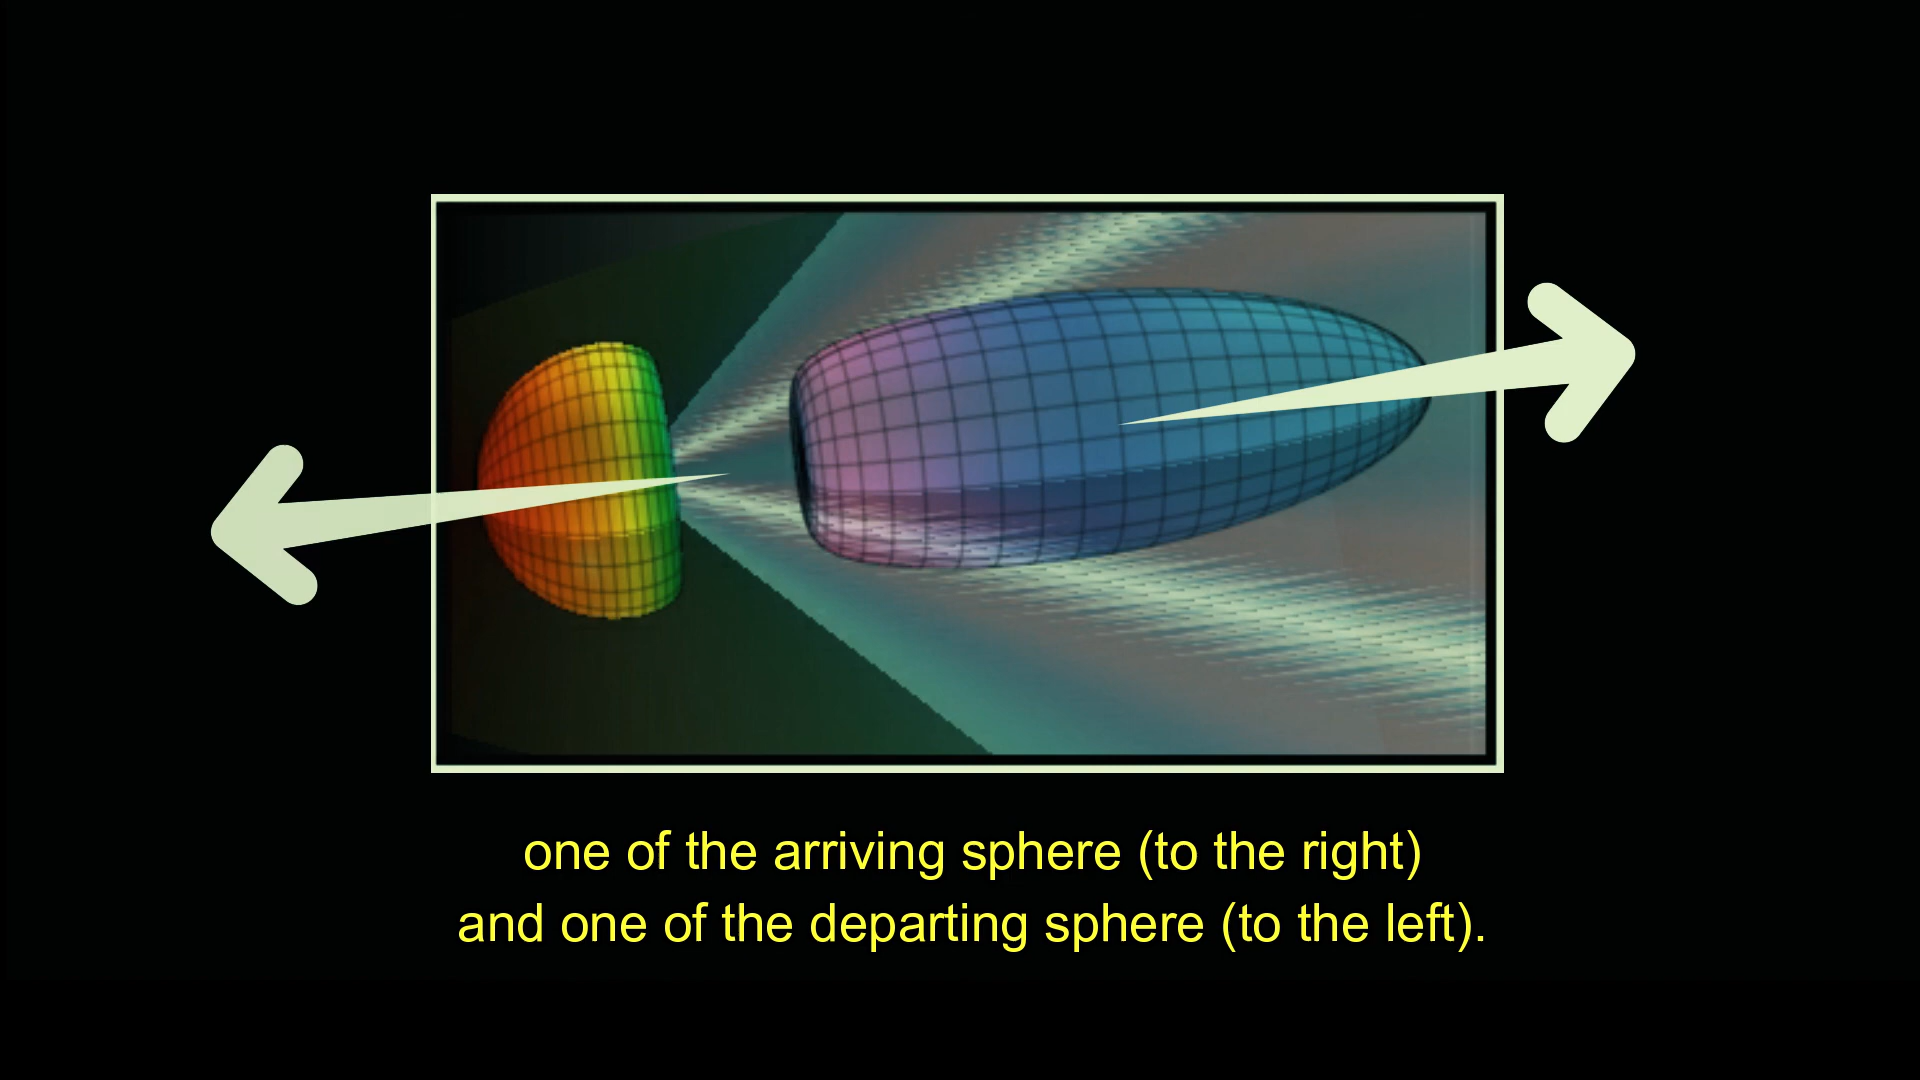 one of the arriving sphere (to the right)
and one of the departing sphere (to the left).